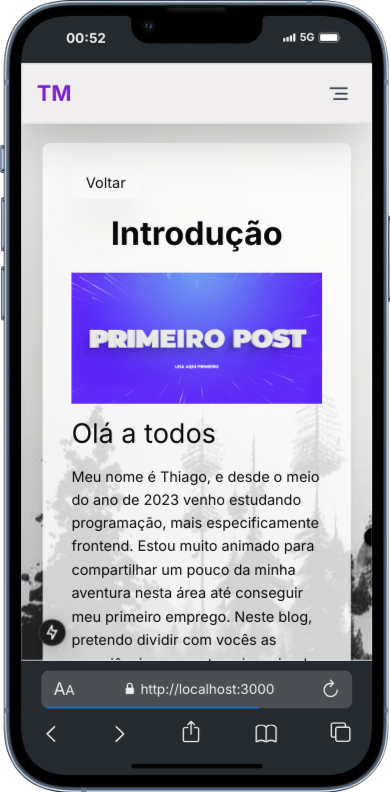 00:52
5G
TM
Voltar
Introdução
PRIMEIRO POST
LEIA AQUI PRIMEIRO
Olá a todos
Meu nome é Thiago, e desde o meio
do ano de 2023 venho estudando
programação, mais especificamente
frontend. Estou muito animado para
compartilhar um pouco da minha
aventura nesta área até conseguir
meu primeiro emprego. Neste blog,
pretendo dividir com vocês as
AA
http://localhost:3000